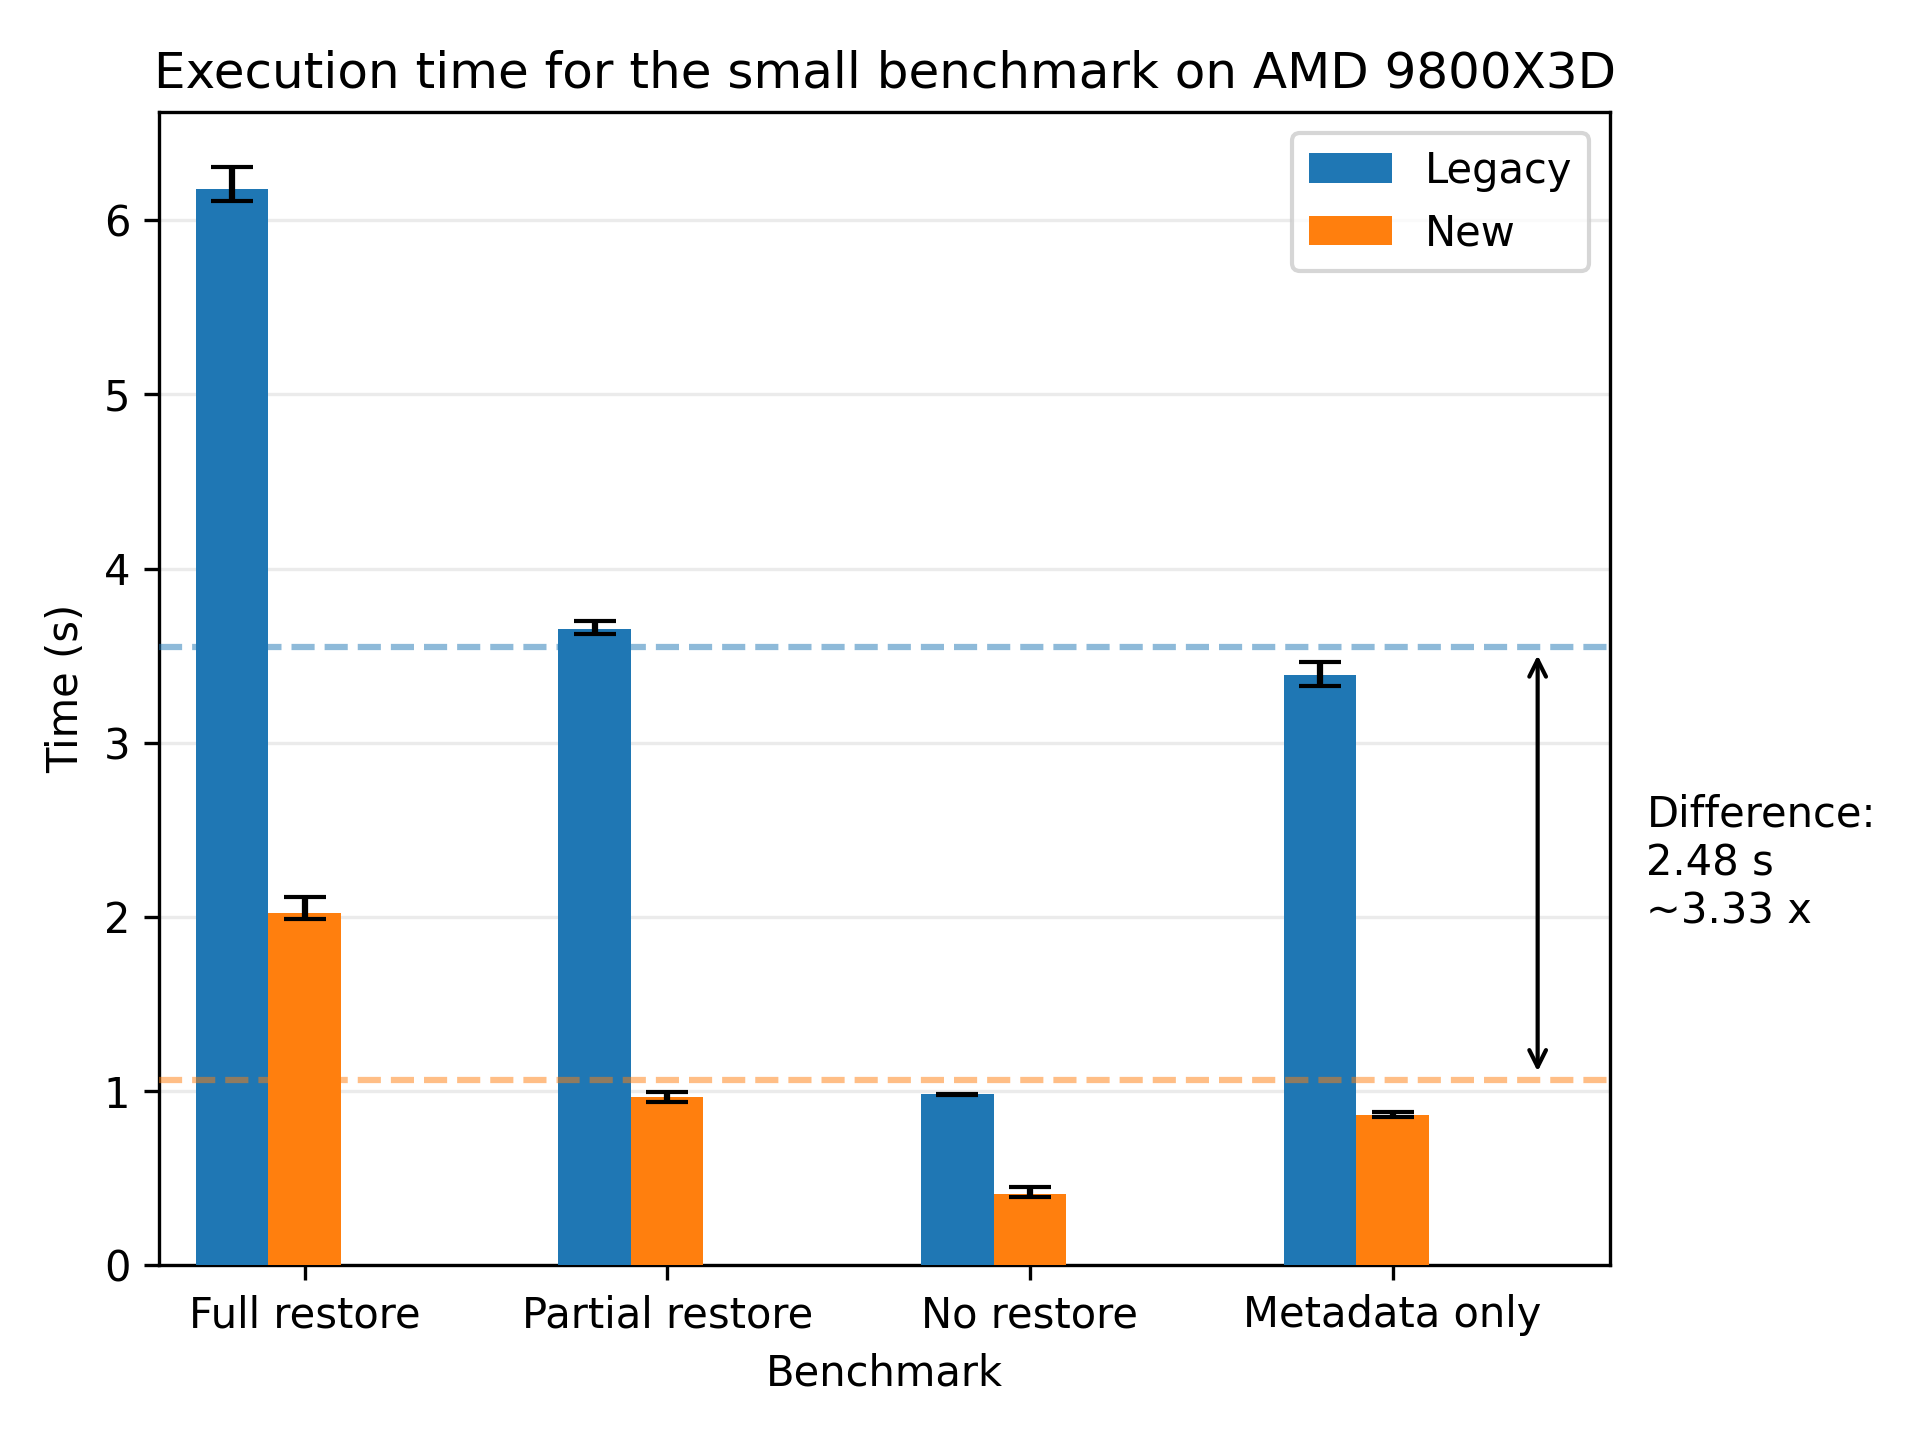 Execution time for the small benchmark on AMD 9800X3D
Legacy
New
6
5
4
3
2
1
0
Time (s)
Difference:
2.48 s
~3.33 x
Full restore
Partial restore
No restore
Metadata only
Benchmark